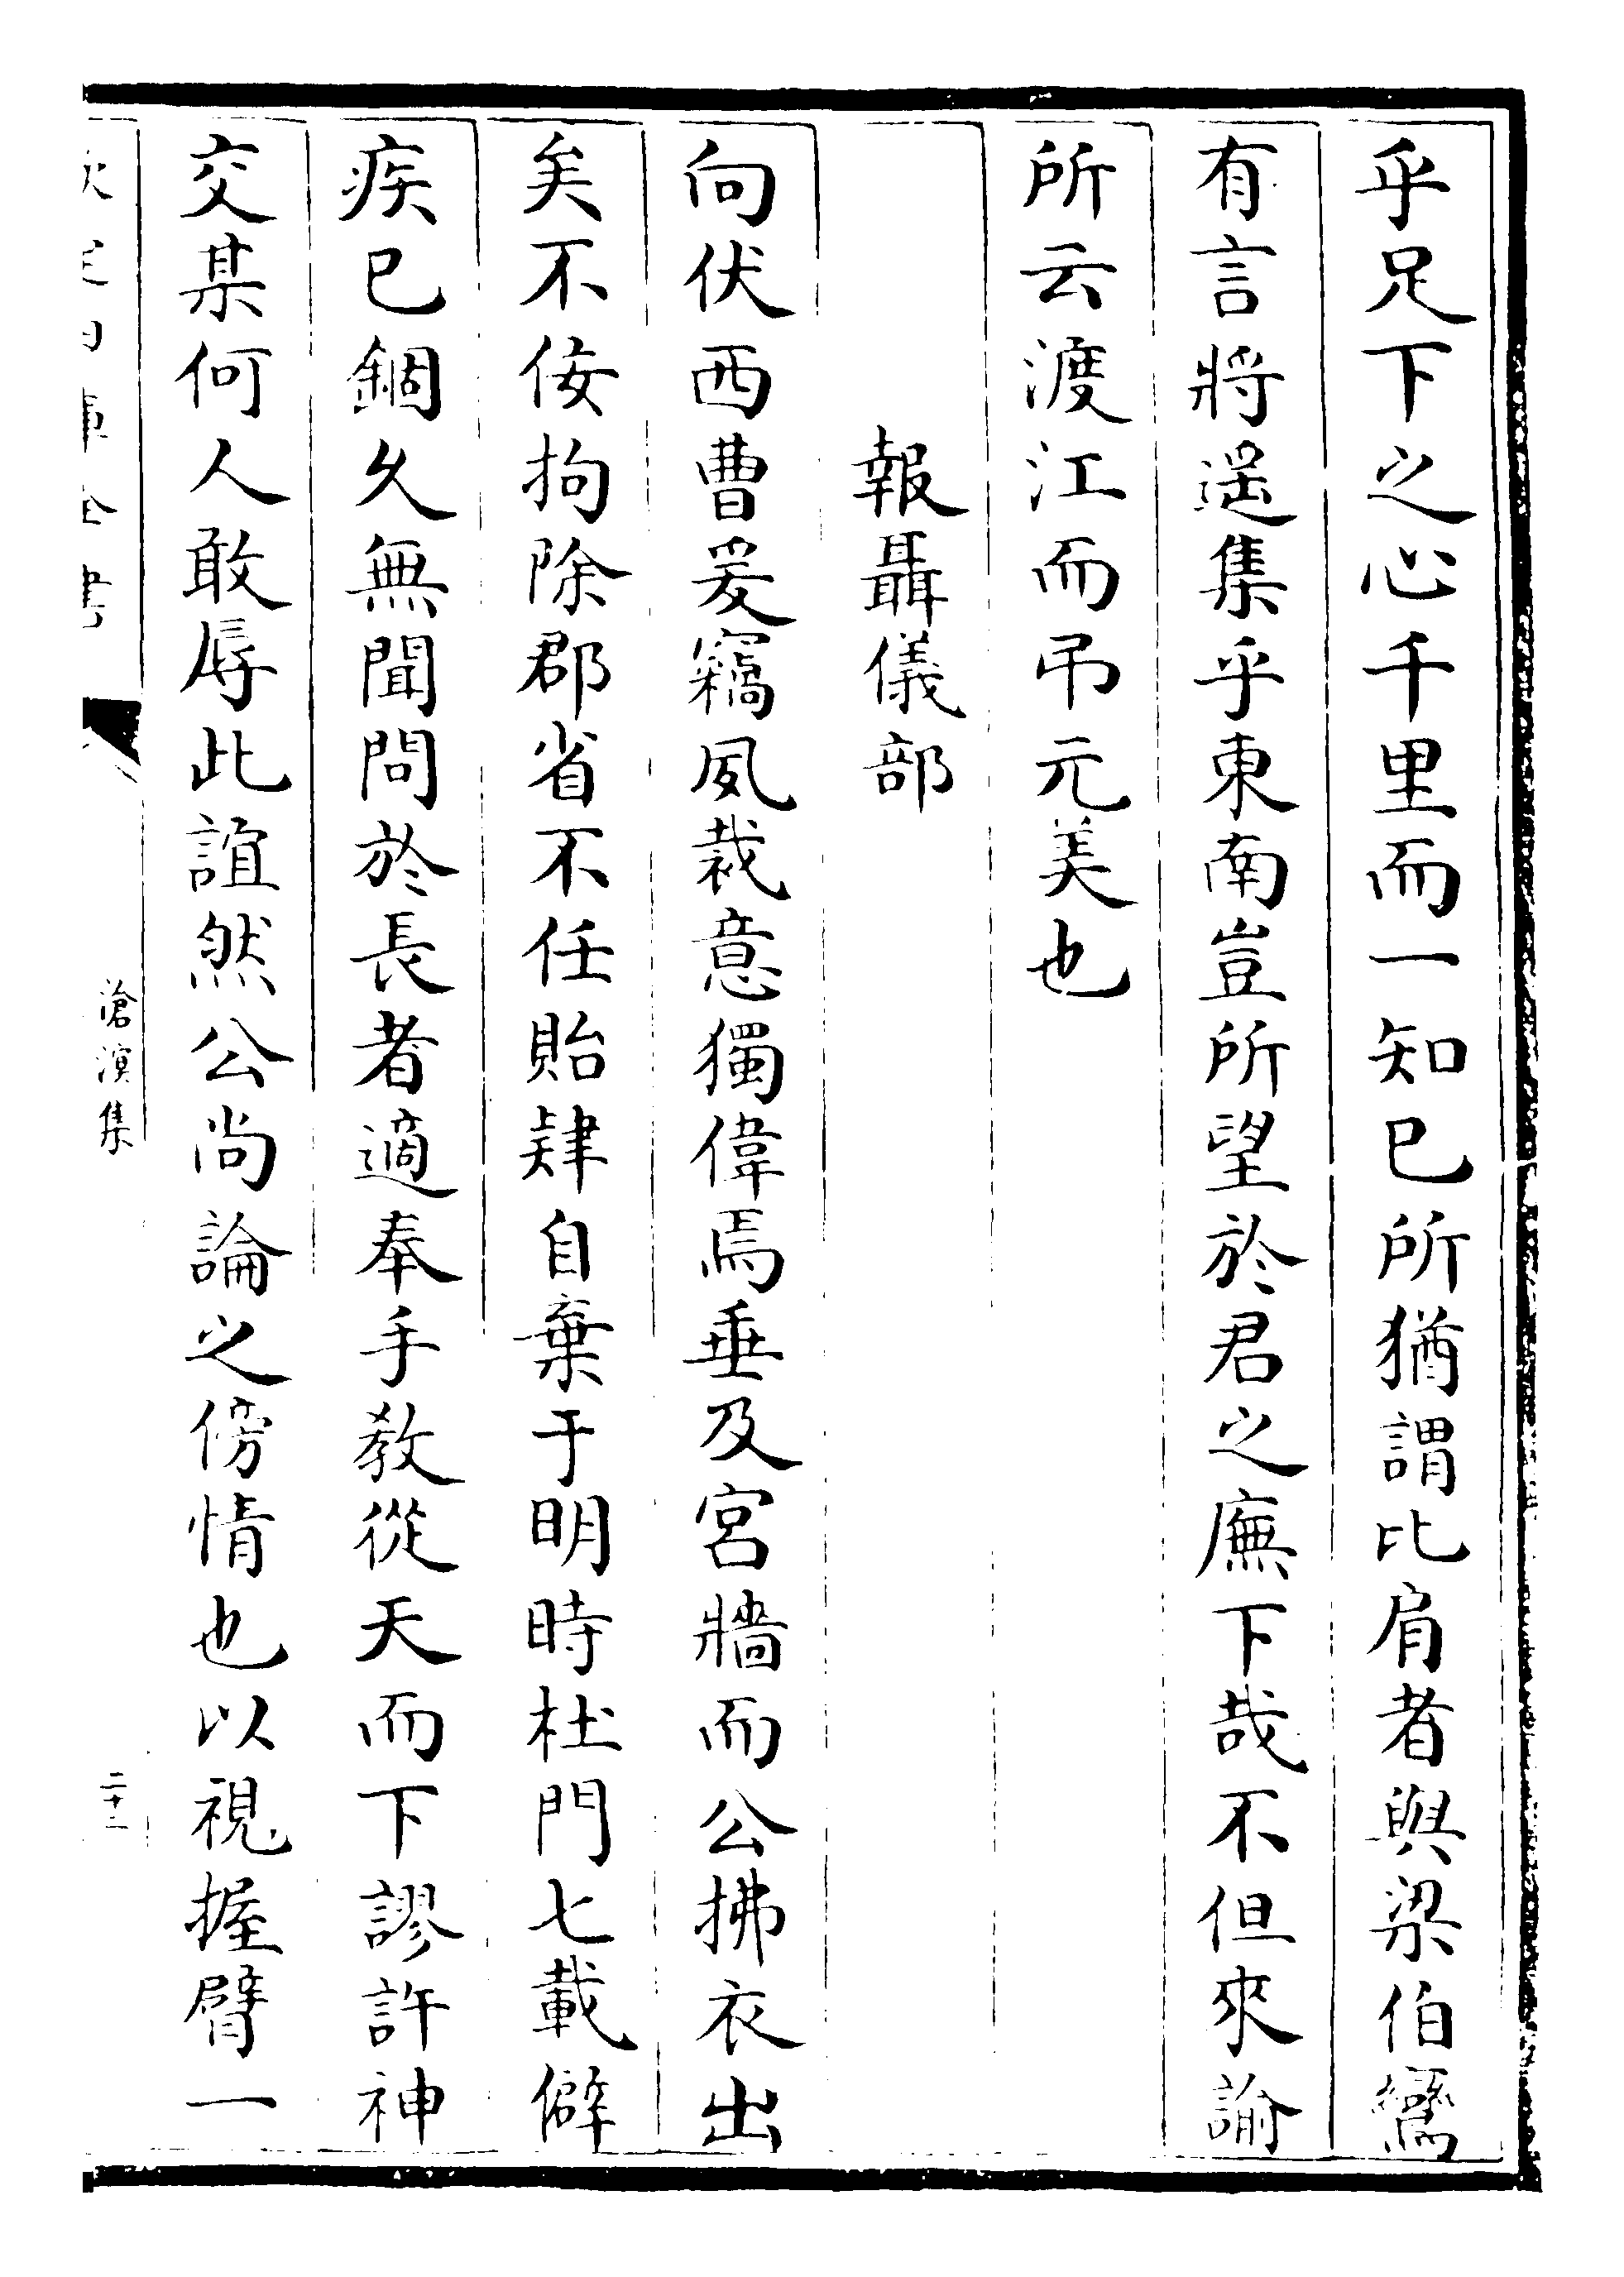 乎足下之心千里而一知已所猶謂比肩者與梁伯鸞
有言將遥集乎東南豈所望於君之廡下哉不但來諭
所云渡江而弔元美也
報聶儀部
向伏西曹爰竊風裁意獨偉焉垂及宮牆而公拂衣出
矣不佞拘除郡省不任貽肄自棄于明時杜門七載僻
疾已錮久無聞問於長者適奉手教從天而下謬許神
交某何人敢辱此誼然公尚論之傍情也以視握臂一
欽定四庫全書
滄溟集
二十二